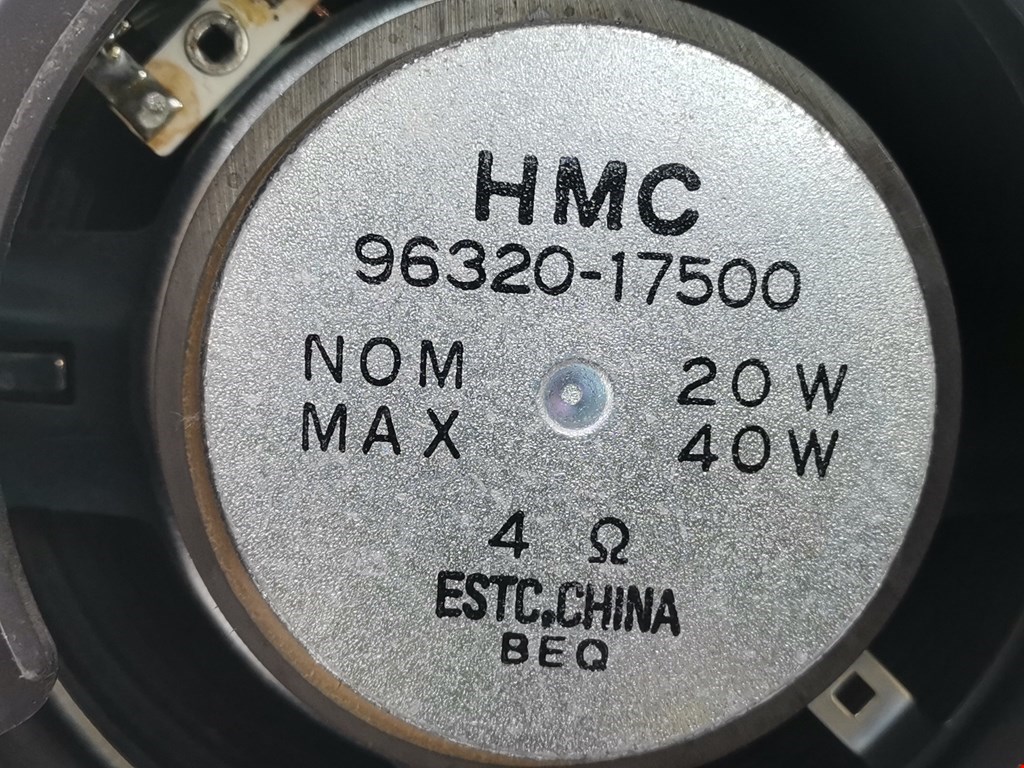 HMC
96320-17500
NOM 20W
MAX 40W
4 Ω
ESTC.CHINA
BEQ